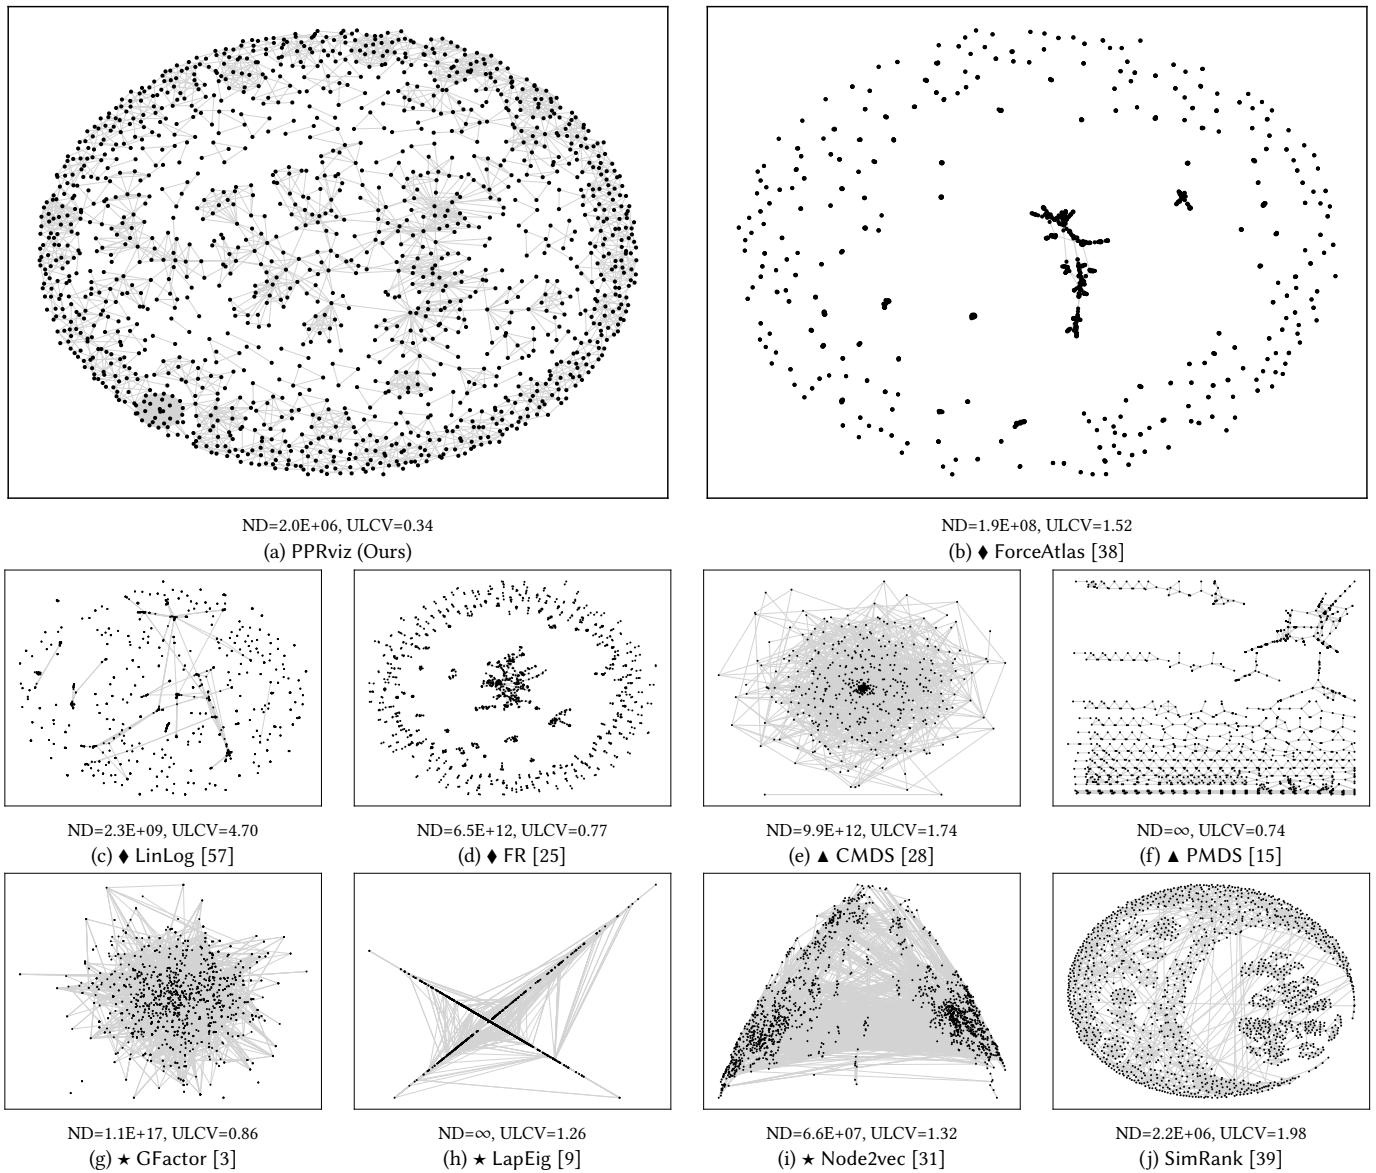 ND=2.0E+06, ULCV=0.34
(a) PPRviz (Ours)
ND=1.9E+08, ULCV=1.52
(b) ♦ ForceAtlas [38]
ND=2.3E+09, ULCV=4.70
(c) ♦ LinLog [57]
ND=6.5E+12, ULCV=0.77
(d) ♦ FR [25]
ND=9.9E+12, ULCV=1.74
(e) ▲ CMDS [28]
ND=∞, ULCV=0.74
(f) ▲ PMDS [15]
ND=1.1E+17, ULCV=0.86
(g) ★ GFactor [3]
ND=∞, ULCV=1.26
(h) ★ LapEig [9]
ND=6.6E+07, ULCV=1.32
(i) ★ Node2vec [31]
ND=2.2E+06, ULCV=1.98
(j) SimRank [39]